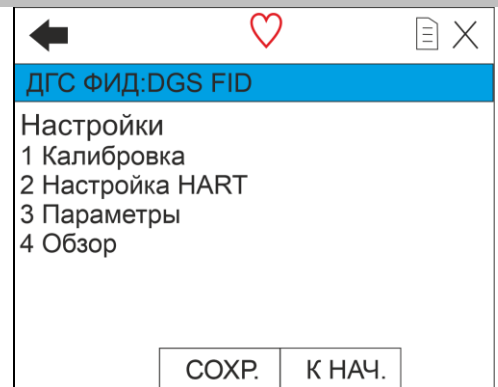 ДГС ФИД:DGS FID
Настройки
1 Калибровка
2 Настройка HART
3 Параметры
4 Обзор
СОХР. К НАЧ.